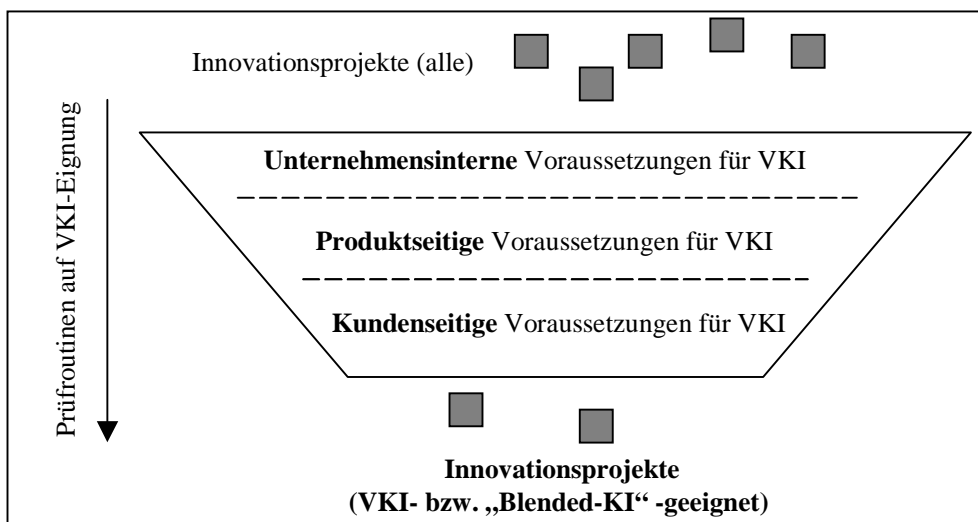 Innovationsprojekte (alle)
Prüfroutinen auf VKI-Eignung
Unternehmensinterne Voraussetzungen für VKI
Produktseitige Voraussetzungen für VKI
Kundenseitige Voraussetzungen für VKI
Innovationsprojekte
(VKI- bzw. „Blended-KI“ -geeignet)